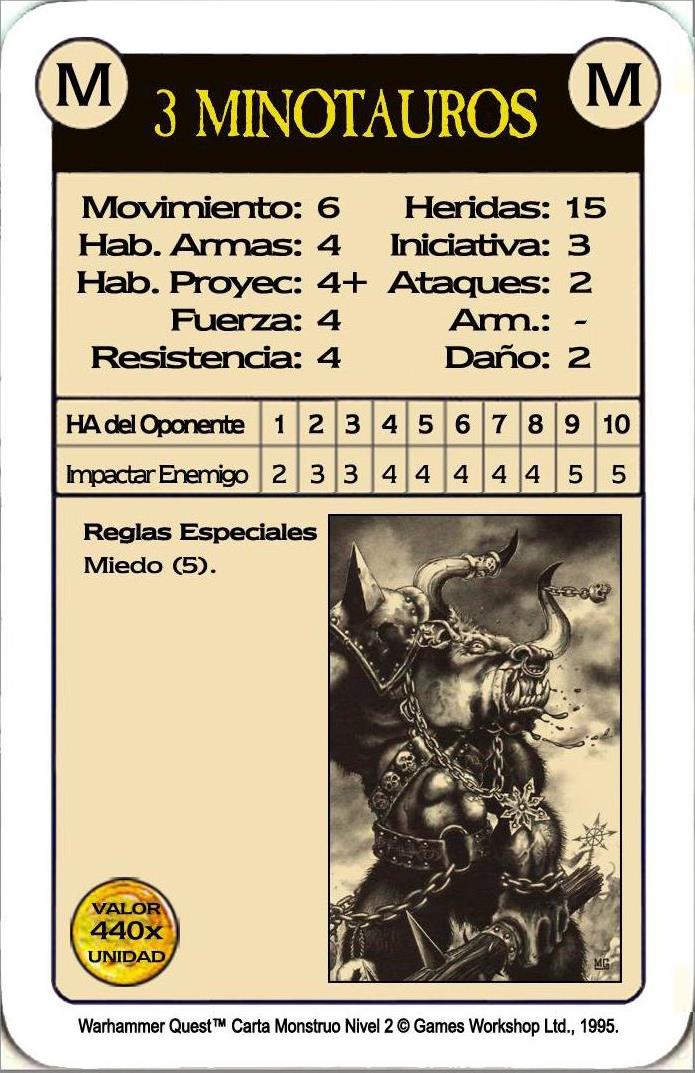 M
M
3 MINOTAUROS
Movimiento: 6 Heridas: 15
Hab. Armas: 4 Iniciativa: 3
Hab. Proyec: 4+ Ataques: 2
Fuerza: 4 Arm.: -
Resistencia: 4 Daño: 2
HA del Oponente 1 2 3 4 5 6 7 8 9 10
Impactar Enemigo 2 3 3 4 4 4 4 4 5 5
Reglas Especiales
Miedo (5).
VALOR
440x
UNIDAD
MG
Warhammer Quest™ Carta Monstruo Nivel 2 © Games Workshop Ltd., 1995.